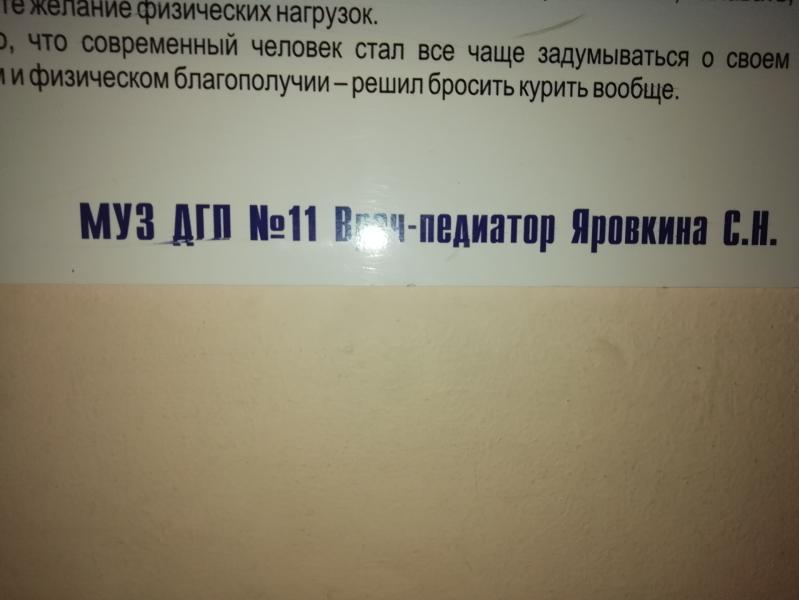 желание физических нагрузок.
что современный человек стал все чаще задумываться о своем
и физическом благополучии – решил бросить курить вообще.
МУЗ ДГП №11 Врач-педиатор Яровкина С.Н.